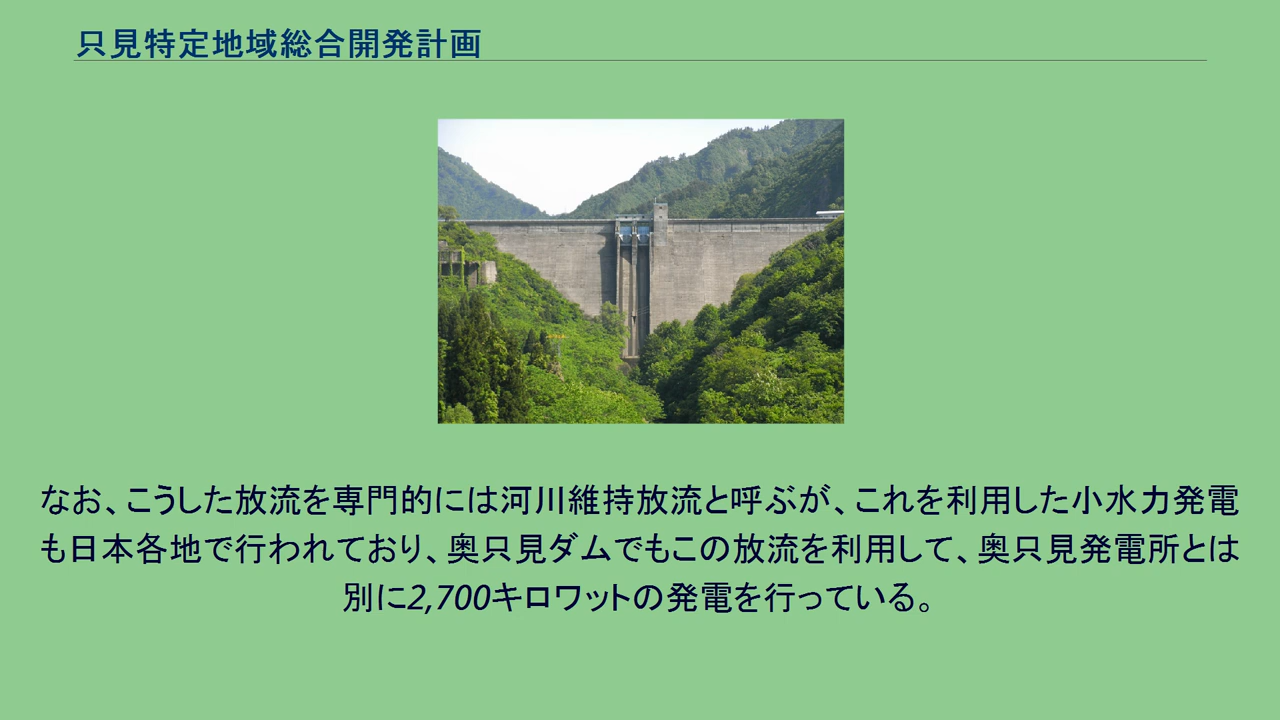 只見特定地域総合開発計画
なお、こうした放流を専門的には河川維持放流と呼ぶが、これを利用した小水力発電
も日本各地で行われており、奥只見ダムでもこの放流を利用して、奥只見発電所とは
別に2,700キロワットの発電を行っている。